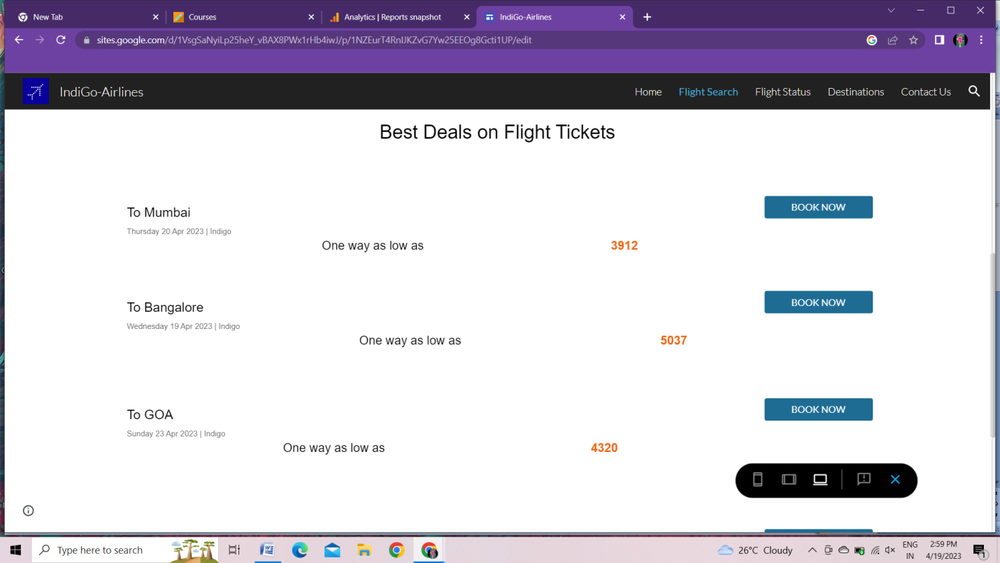 New Tab
Courses
Analytics | Reports snapshot
IndiGo-Airlines
sites.google.com/d/1VsgSaNyiLp25heY_vBAX8PWx1rHb4iwJ/p/1NZEurT4RnIJKZvG7Yw25EEOg8Gcti1UP/edit
IndiGo-Airlines
Home
Flight Search
Flight Status
Destinations
Contact Us
Best Deals on Flight Tickets
To Mumbai
BOOK NOW
Thursday 20 Apr 2023 | Indigo
One way as low as 3912
To Bangalore
BOOK NOW
Wednesday 19 Apr 2023 | Indigo
One way as low as 5037
To GOA
BOOK NOW
Sunday 23 Apr 2023 | Indigo
One way as low as 4320
Type here to search
26°C Cloudy
ENG
IN
2:59 PM
4/19/2023
1